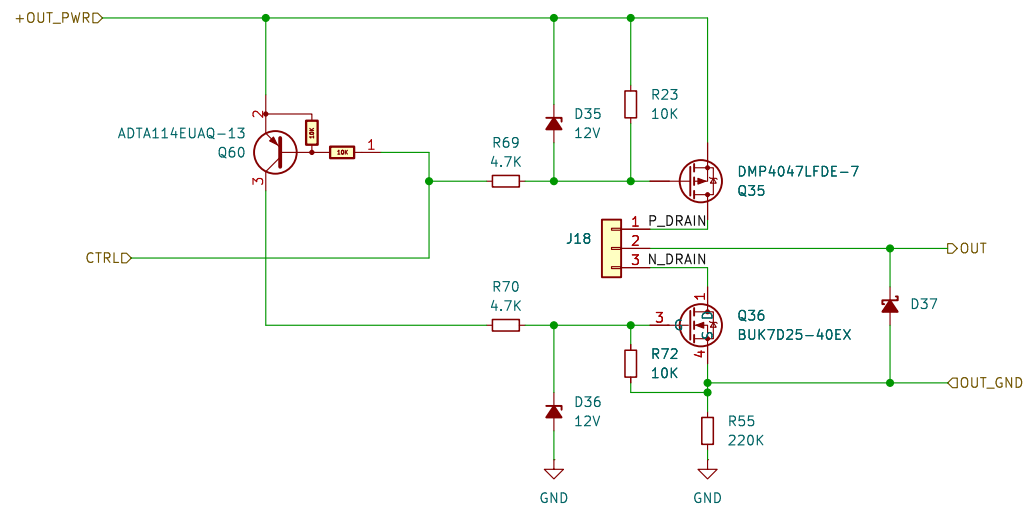 +OUT_PWR
2
10K
ADTA114EUAQ-13
Q60
10K
1
3
D35
12V
R23
10K
R69
4.7K
DMP4047LFDE-7
Q35
J18
1
P_DRAIN
2
OUT
3
N_DRAIN
CTRL
R70
4.7K
1
D
3
G
S
4
Q36
BUK7D25-40EX
D37
R72
10K
OUT_GND
D36
12V
R55
220K
GND
GND